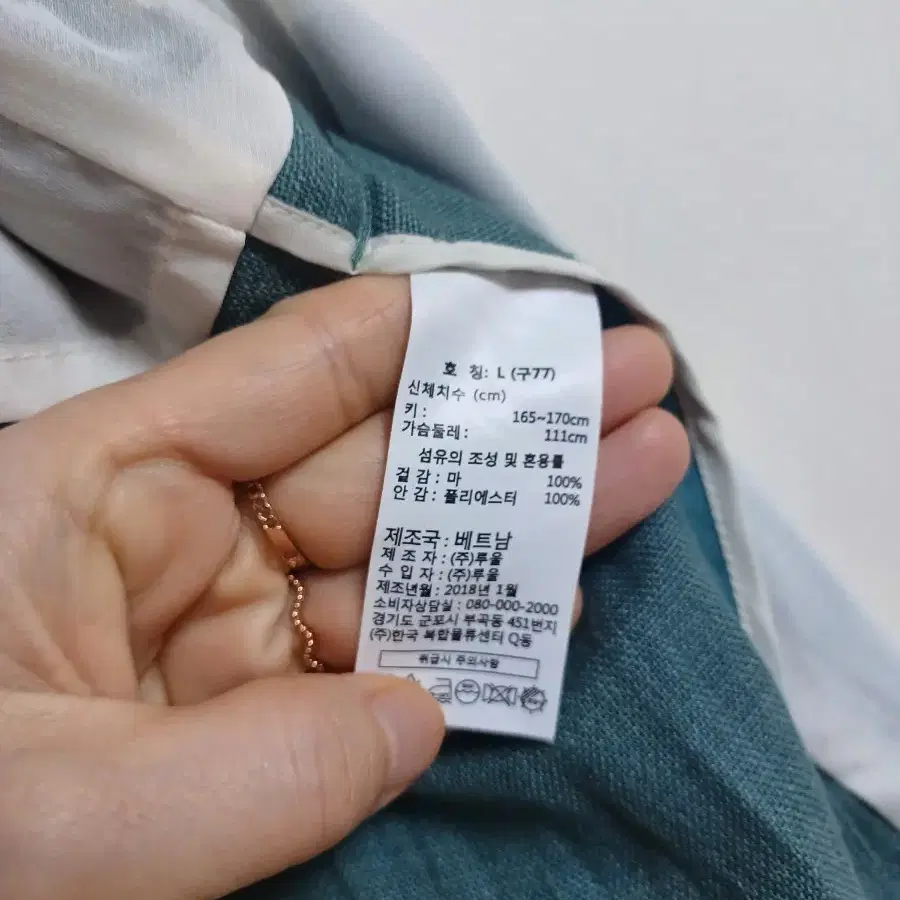 호 칭: L (구77)
신체치수 (cm)
키 : 165~170cm
가슴둘레 : 111cm
섬유의 조성 및 혼용률
겉 감 : 마 100%
안 감 : 폴리에스터 100%
제조국 : 베트남
제 조 자 : (주)루울
수 입 자 : (주)루울
제조년월 : 2018년 1월
소비자상담실 : 080-000-2000
경기도 군포시 부곡동 451번지
(주)한국 복합물류센터 Q동
취급시 주의사항